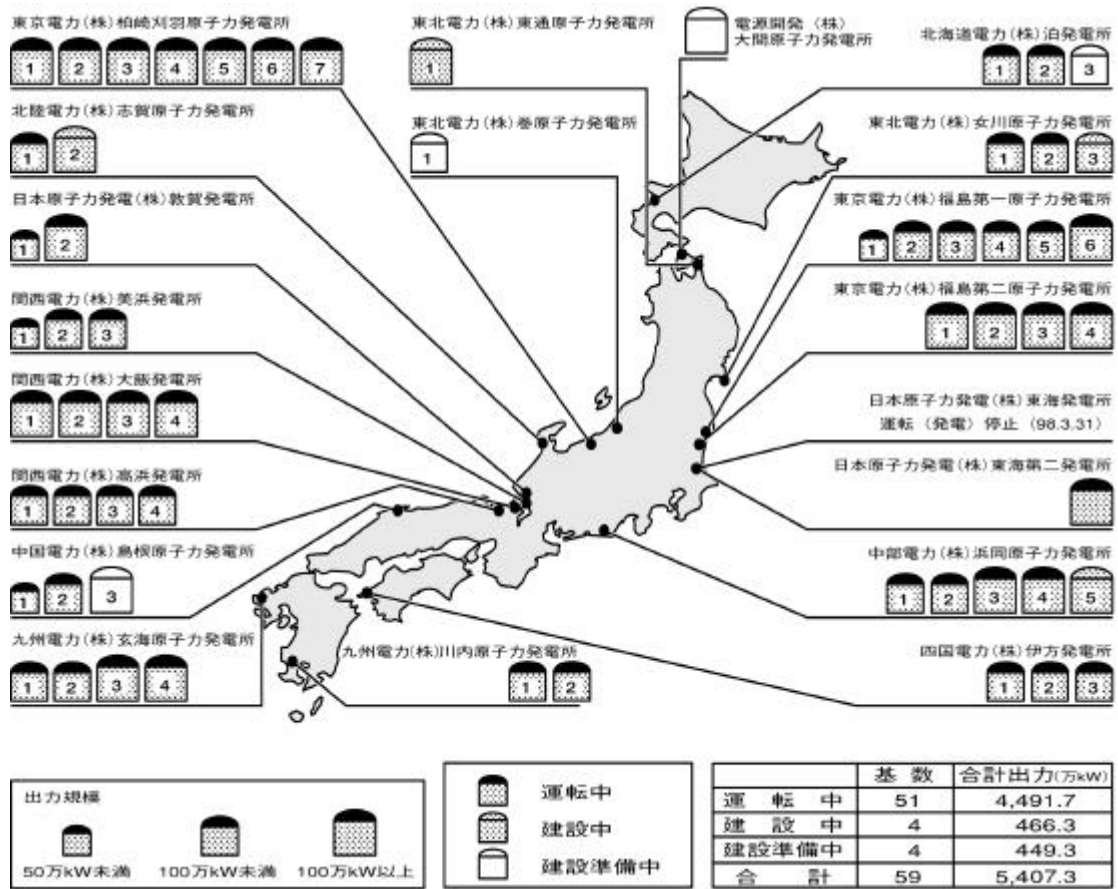 東京電力(株)柏崎刈羽原子力発電所
1 2 3 4 5 6 7
東北電力(株)東通原子力発電所
1
電源開発(株)
大間原子力発電所
北海道電力(株)泊発電所
1 2 3
北陸電力(株)志賀原子力発電所
1 2
東北電力(株)巻原子力発電所
1
東北電力(株)女川原子力発電所
1 2 3
日本原子力発電(株)敦賀発電所
1 2
東京電力(株)福島第一原子力発電所
1 2 3 4 5 6
関西電力(株)美浜発電所
1 2 3
東京電力(株)福島第二原子力発電所
1 2 3 4
関西電力(株)大飯発電所
1 2 3 4
日本原子力発電(株)東海発電所
運転(発電)停止(98.3.31)
関西電力(株)高浜発電所
1 2 3 4
日本原子力発電(株)東海第二発電所
中国電力(株)島根原子力発電所
1 2 3
中部電力(株)浜岡原子力発電所
1 2 3 4 5
九州電力(株)玄海原子力発電所
1 2 3 4
九州電力(株)川内原子力発電所
1 2
四国電力(株)伊方発電所
1 2 3
出力規模
50万kW未満 100万kW未満 100万kW以上
運転中
建設中
建設準備中
基数 合計出力(万kW)
運転中 51 4,491.7
建設中 4 466.3
建設準備中 4 449.3
合計 59 5,407.3